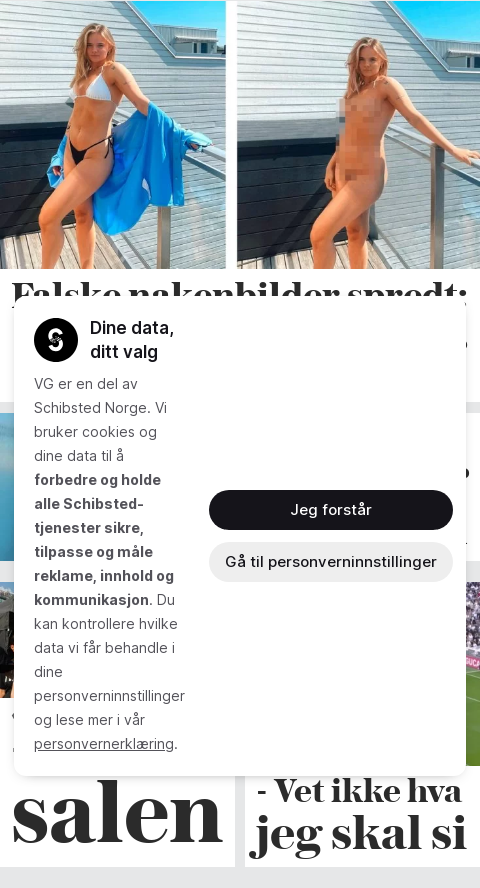 Falske nakenbilder spredt:
Dine data,
ditt valg
VG er en del av
Schibsted Norge. Vi
bruker cookies og
dine data til å
forbedre og holde
alle Schibsted-
tjenester sikre,
tilpasse og måle
reklame, innhold og
kommunikasjon. Du
kan kontrollere hvilke
data vi får behandle i
dine
personverninnstillinger
og lese mer i vår
personvernerklæring.
Jeg forstår
Gå til personverninnstillinger
salen
- Vet ikke hva
jeg skal si